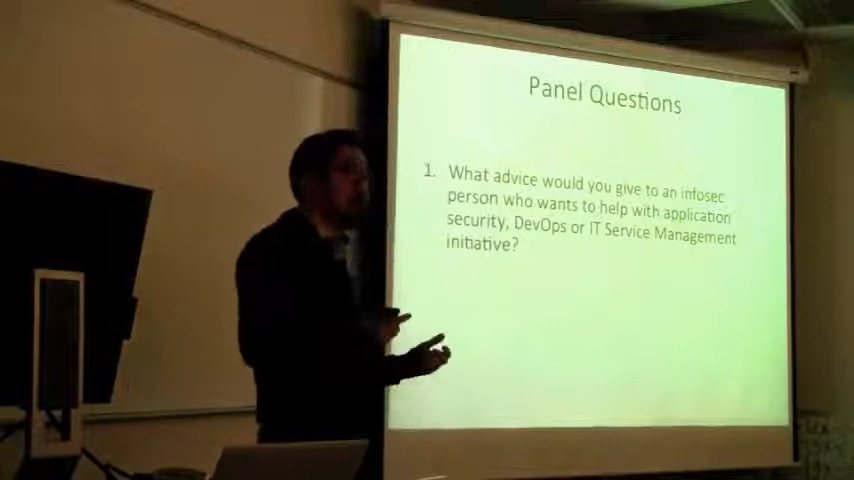 Panel Questions
1. What advice would you give to an infosec
person who wants to help with application
security, DevOps or IT Service Management
initiative?